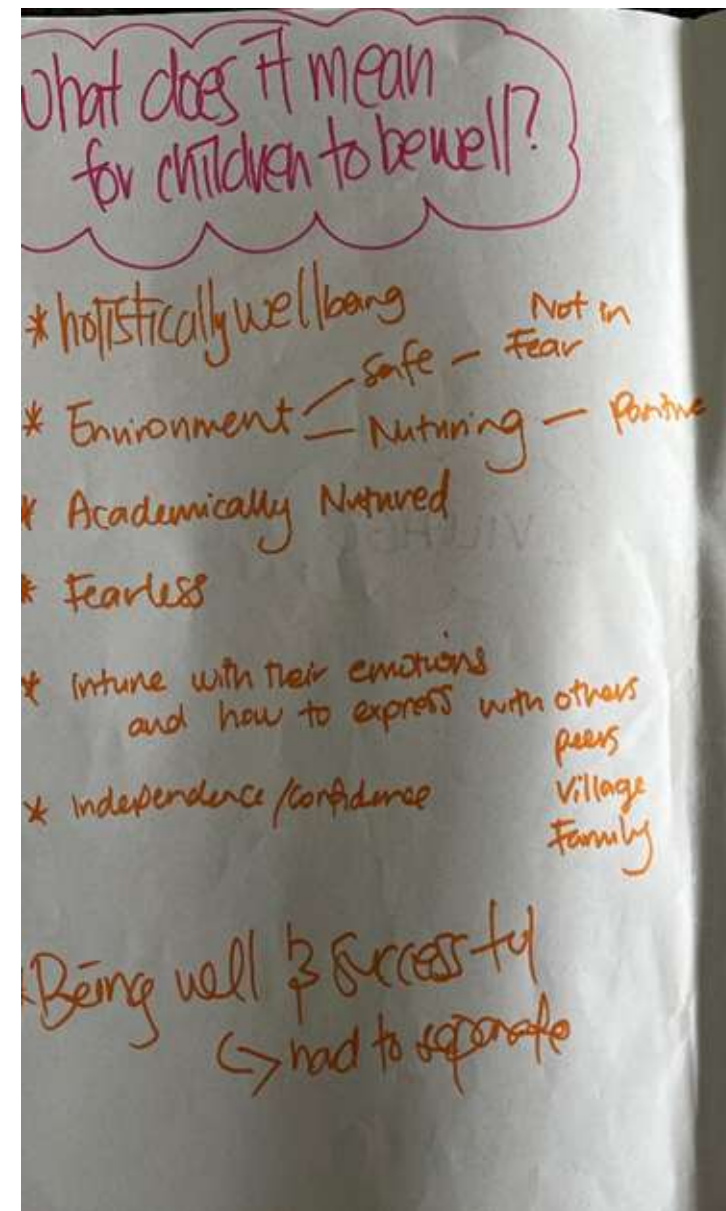 What does it mean
for children to be well?
* holistically wellbeing
Not in
* Environment - Safe - Fear
- Nuturing - Positive
* Academically Nutured
* Fearless
* Intune with their emotions
and how to express with others
peers
* Independence/Confidence Village
Family
* Being well & successful
↳ had to separate